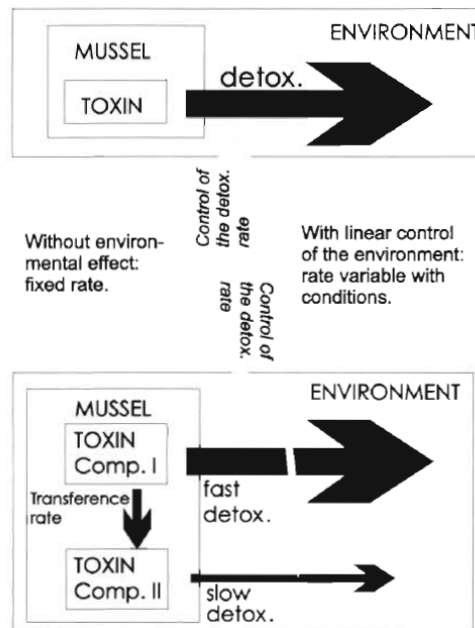 ENVIRONMENT
MUSSEL
detox.
TOXIN
Control of
the detox.
rate
Without environ-
mental effect:
fixed rate.
With linear control
of the environment:
rate variable with
conditions.
Control of
the detox.
rate
ENVIRONMENT
MUSSEL
TOXIN
Comp. I
fast
detox.
Transference
rate
TOXIN
Comp. II
slow
detox.